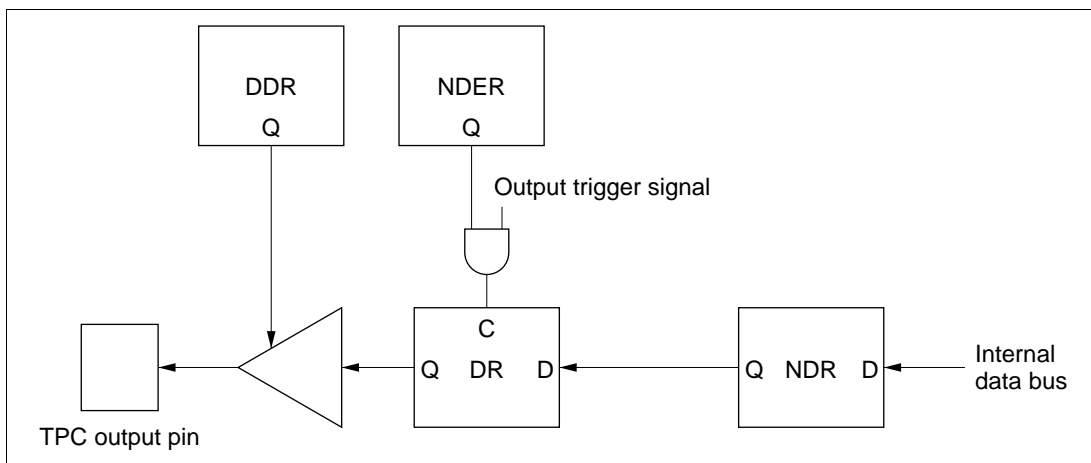 DDR
Q
NDER
Q
Output trigger signal
C
Q DR D
Q NDR D
Internal
data bus
TPC output pin